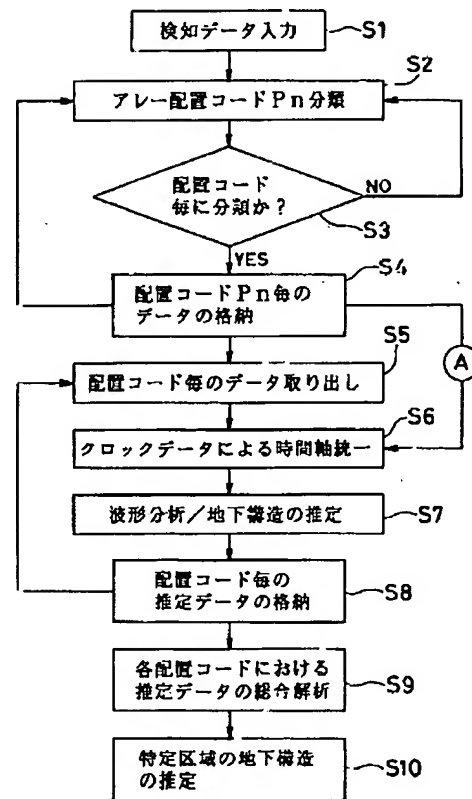 検知データ入力
S1
S2
アレー配置コードPn分類
配置コード
毎に分類か?
NO
S3
YES
S4
配置コードPn毎の
データの格納
A
S5
配置コード毎のデータ取り出し
S6
クロックデータによる時間軸統一
波形分析/地下構造の推定
S7
配置コード毎の
推定データの格納
S8
各配置コードにおける
推定データの総合解析
S9
特定区域の地下構造
の推定
S10